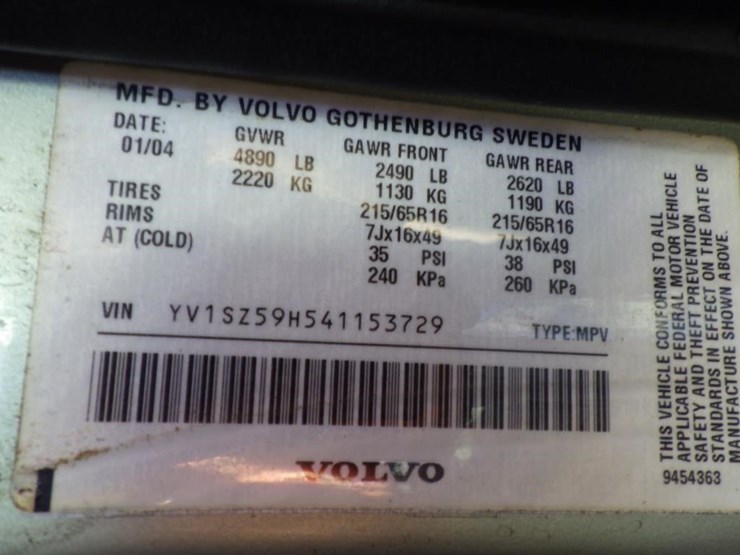 MFD. BY VOLVO GOTHENBURG SWEDEN
DATE: GVWR GAWR FRONT GAWR REAR
01/04 4890 LB 2490 LB 2620 LB
2220 KG 1130 KG 1190 KG
TIRES 215/65R16 215/65R16
RIMS 7Jx16x49 7Jx16x49
AT (COLD) 35 PSI 38 PSI
240 KPa 260 KPa
VIN YV1SZ59H541153729 TYPE:MPV
VOLVO
THIS VEHICLE CONFORMS TO ALL
APPLICABLE FEDERAL MOTOR VEHICLE
SAFETY AND THEFT PREVENTION
STANDARDS IN EFFECT ON THE DATE OF
MANUFACTURE SHOWN ABOVE.
9454363